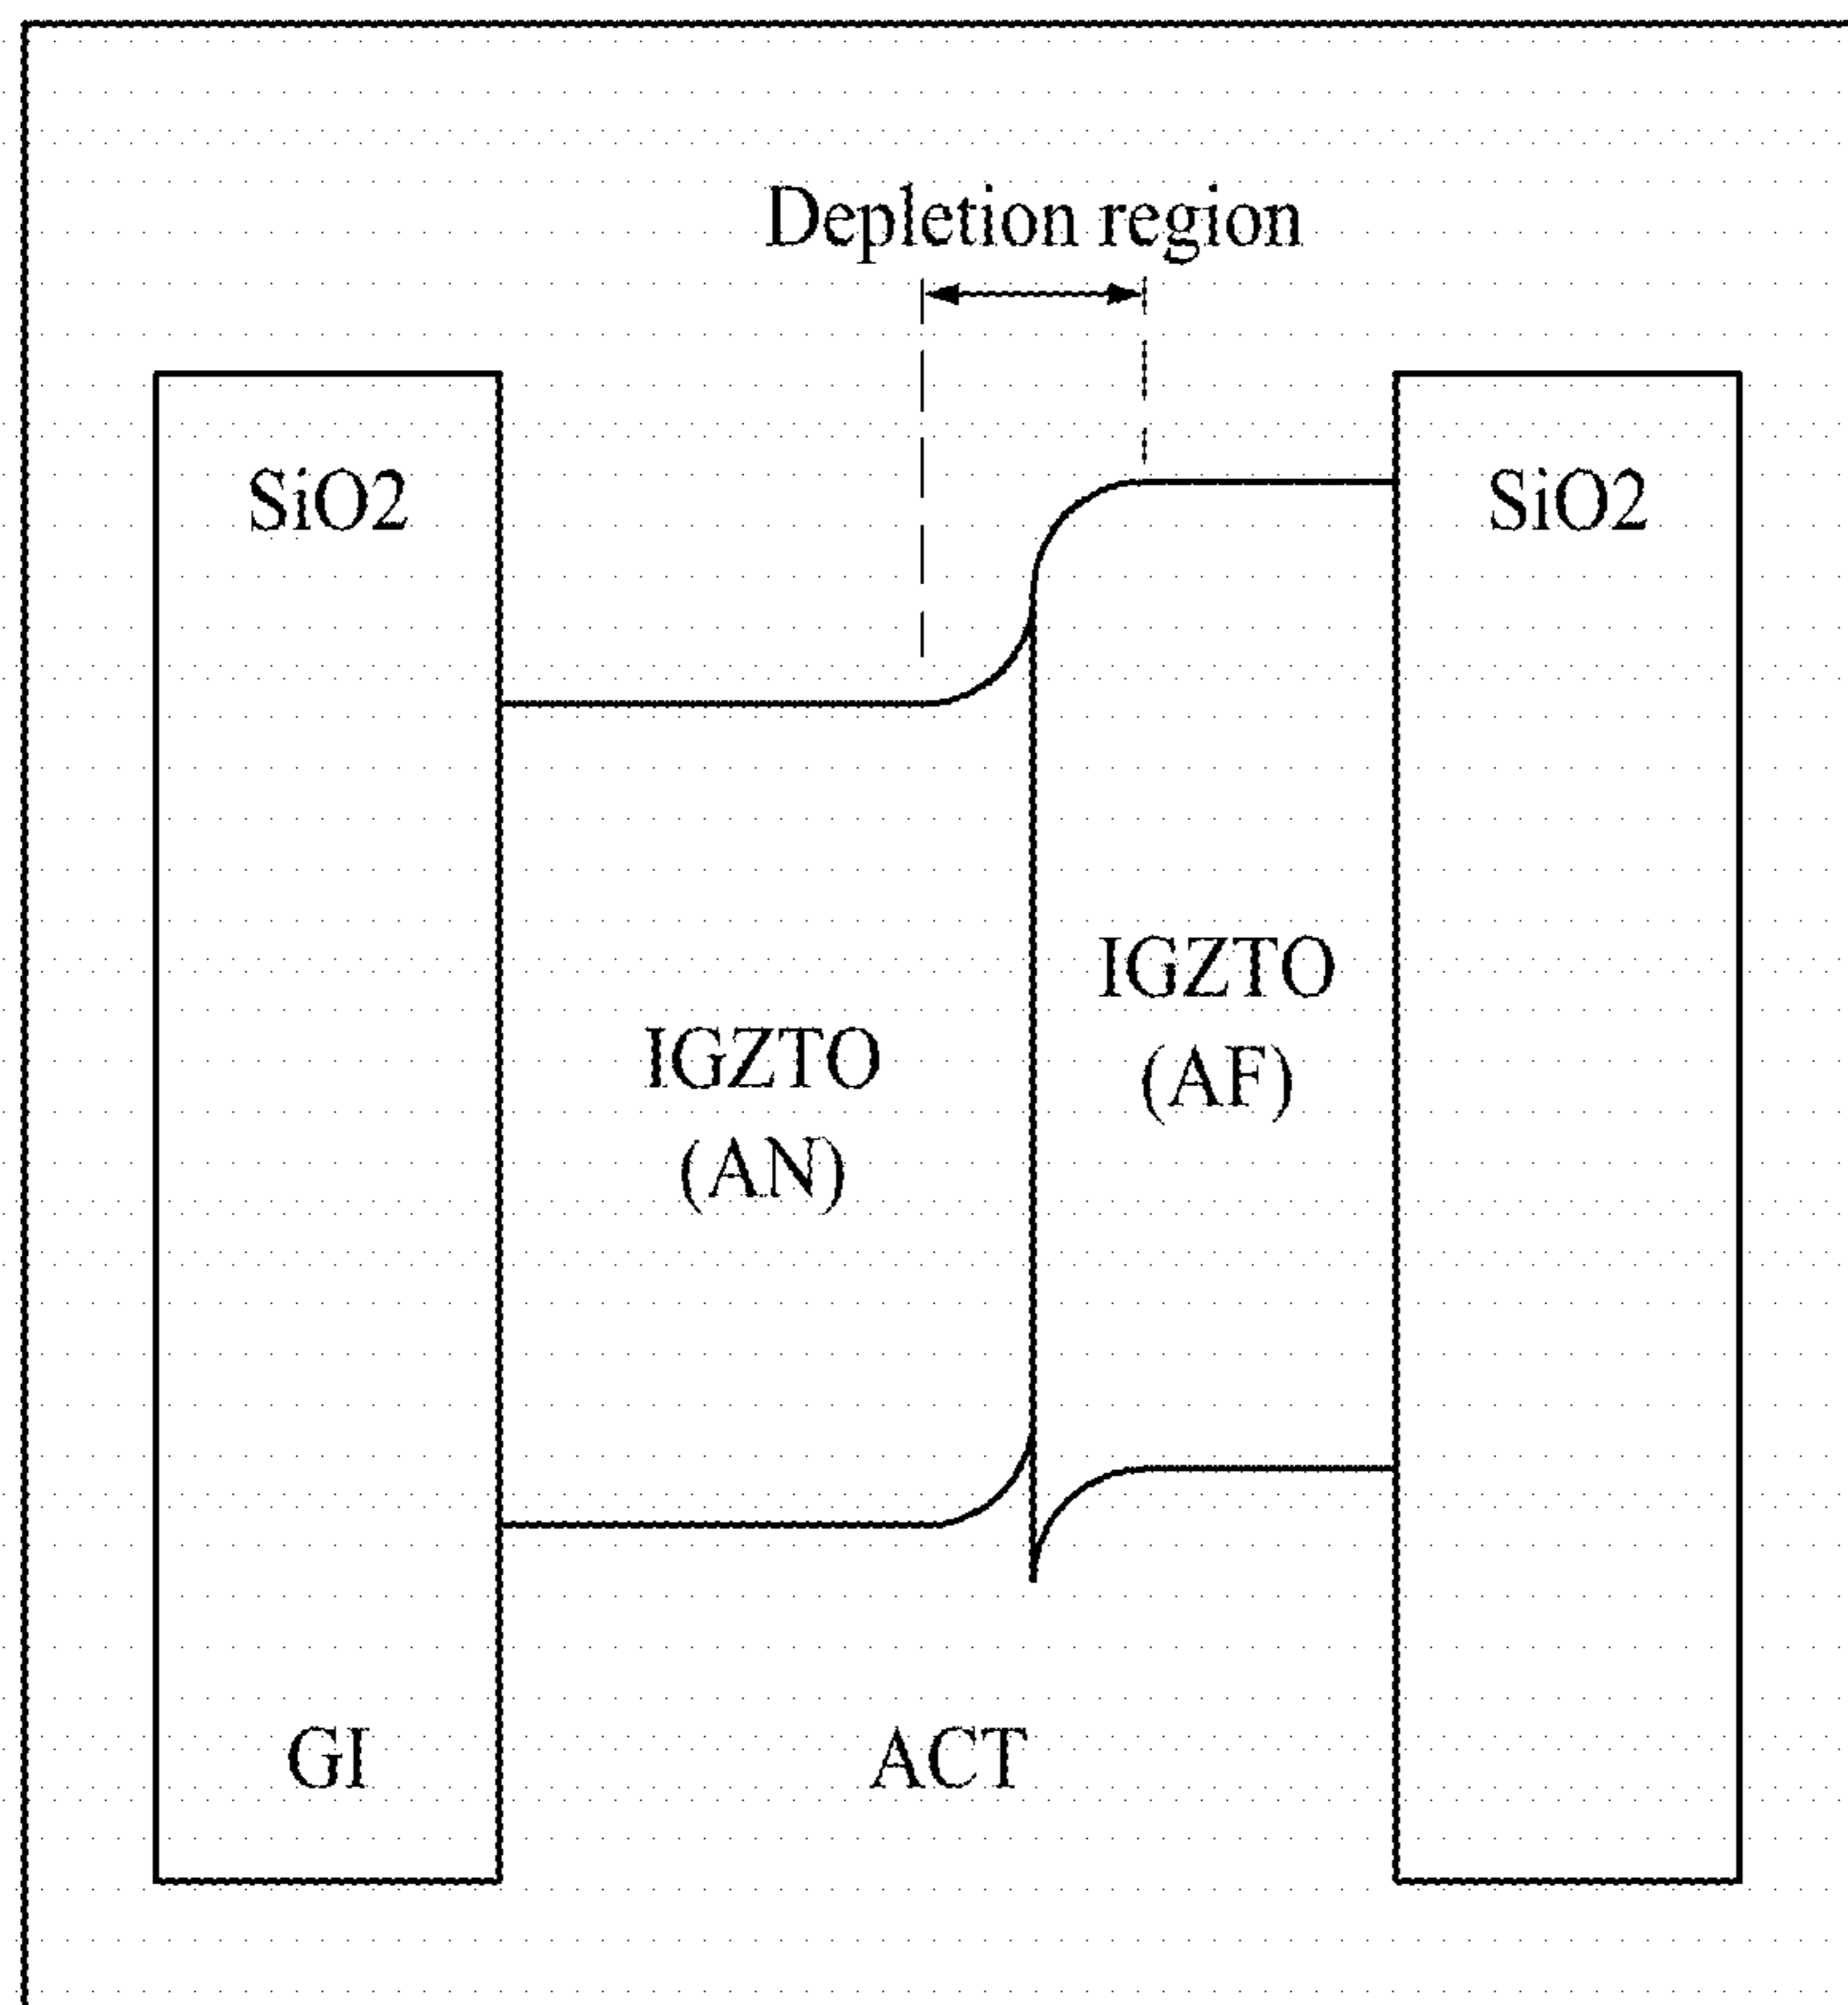 Depletion region
SiO2
SiO2
IGZTO
(AF)
IGZTO
(AN)
GI
ACT